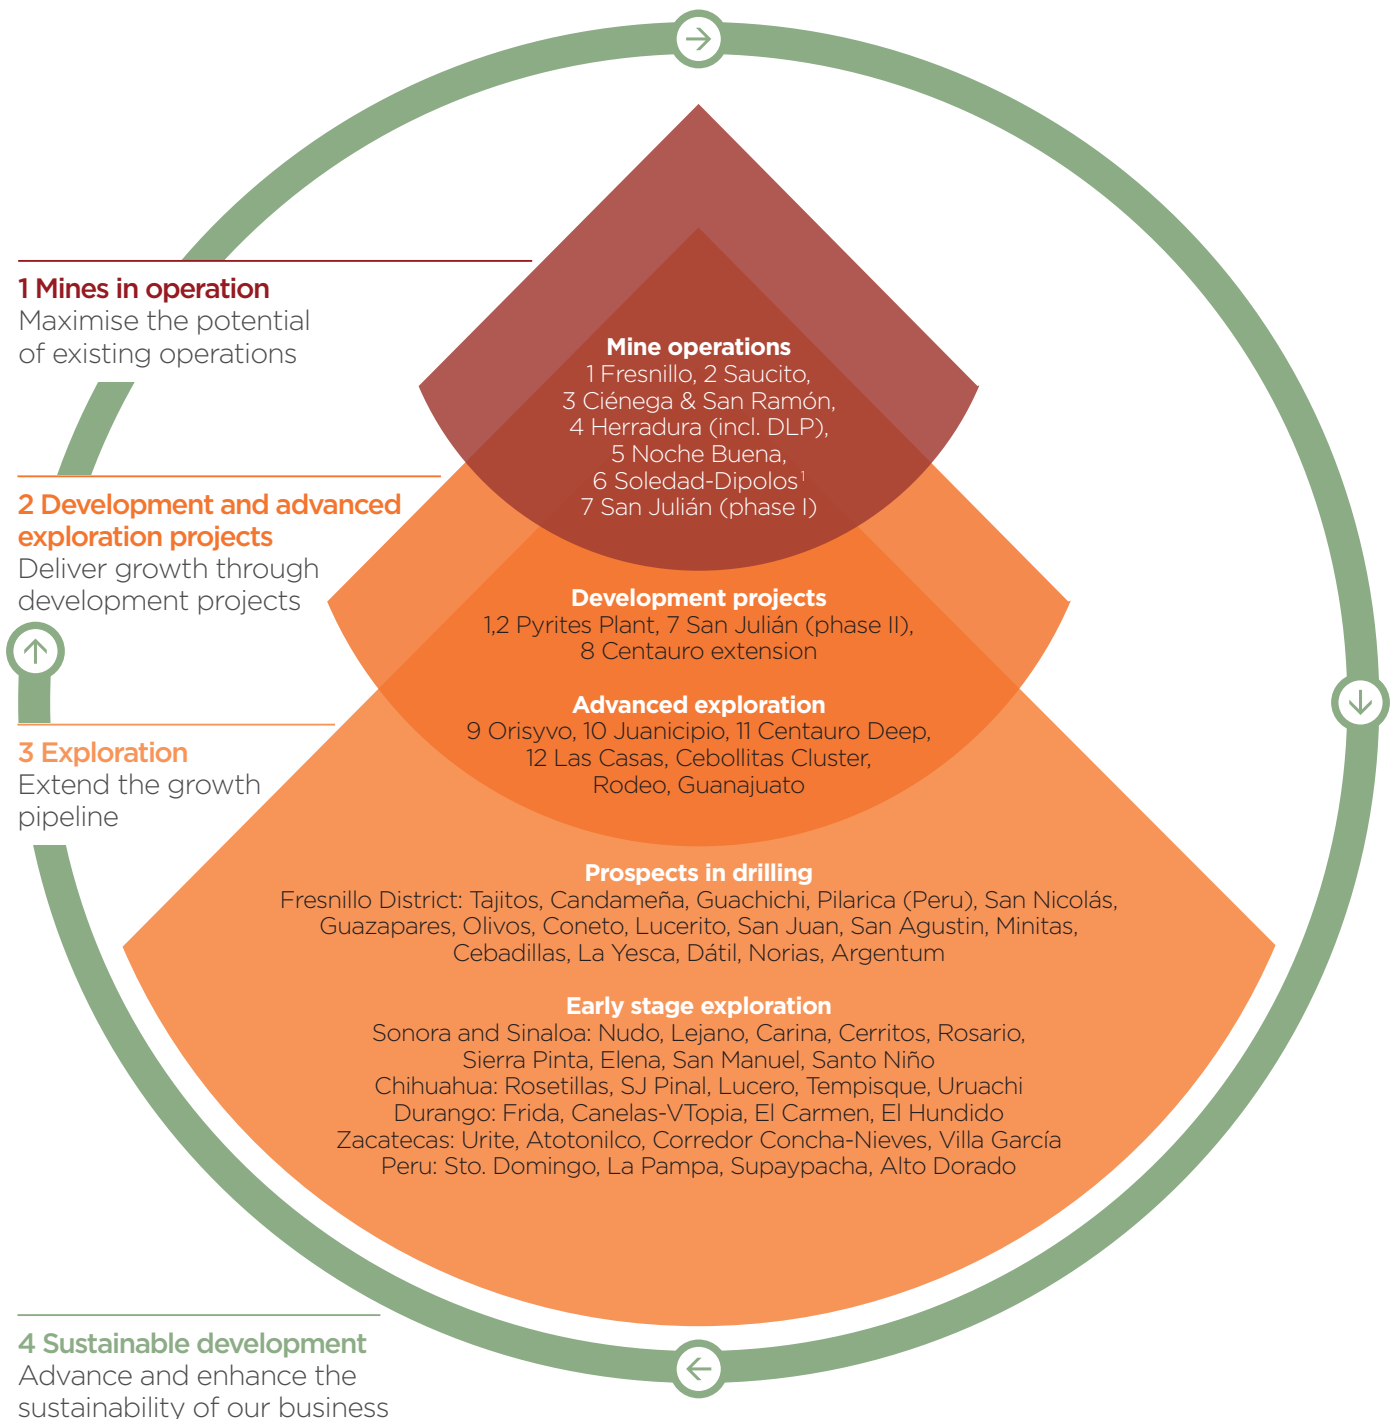 1 Mines in operation
Maximise the potential
of existing operations
2 Development and advanced
exploration projects
Deliver growth through
development projects
3 Exploration
Extend the growth
pipeline
4 Sustainable development
Advance and enhance the
sustainability of our business
Mine operations
1 Fresnillo, 2 Saucito,
3 Ciénega & San Ramón,
4 Herradura (incl. DLP),
5 Noche Buena,
6 Soledad-Dipolos¹
7 San Julián (phase I)
Development projects
1,2 Pyrites Plant, 7 San Julián (phase II),
8 Centauro extension
Advanced exploration
9 Orisyvo, 10 Juanicipio, 11 Centauro Deep,
12 Las Casas, Cebollitas Cluster,
Rodeo, Guanajuato
Prospects in drilling
Fresnillo District: Tajitos, Candameña, Guachichi, Pilarica (Peru), San Nicolás,
Guazapares, Olivos, Coneto, Lucerito, San Juan, San Agustin, Minitas,
Cebadillas, La Yesca, Dátil, Norias, Argentum
Early stage exploration
Sonora and Sinaloa: Nudo, Lejano, Carina, Cerritos, Rosario,
Sierra Pinta, Elena, San Manuel, Santo Niño
Chihuahua: Rosetillas, SJ Pinal, Lucero, Tempisque, Uruachi
Durango: Frida, Canelas-VTopia, El Carmen, El Hundido
Zacatecas: Urite, Atotonilco, Corredor Concha-Nieves, Villa García
Peru: Sto. Domingo, La Pampa, Supaypacha, Alto Dorado